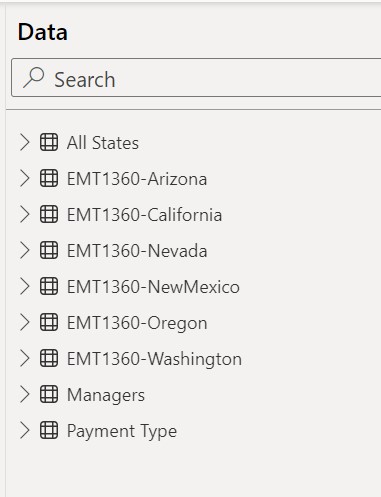 Data
Search
All States
EMT1360-Arizona
EMT1360-California
EMT1360-Nevada
EMT1360-NewMexico
EMT1360-Oregon
EMT1360-Washington
Managers
Payment Type